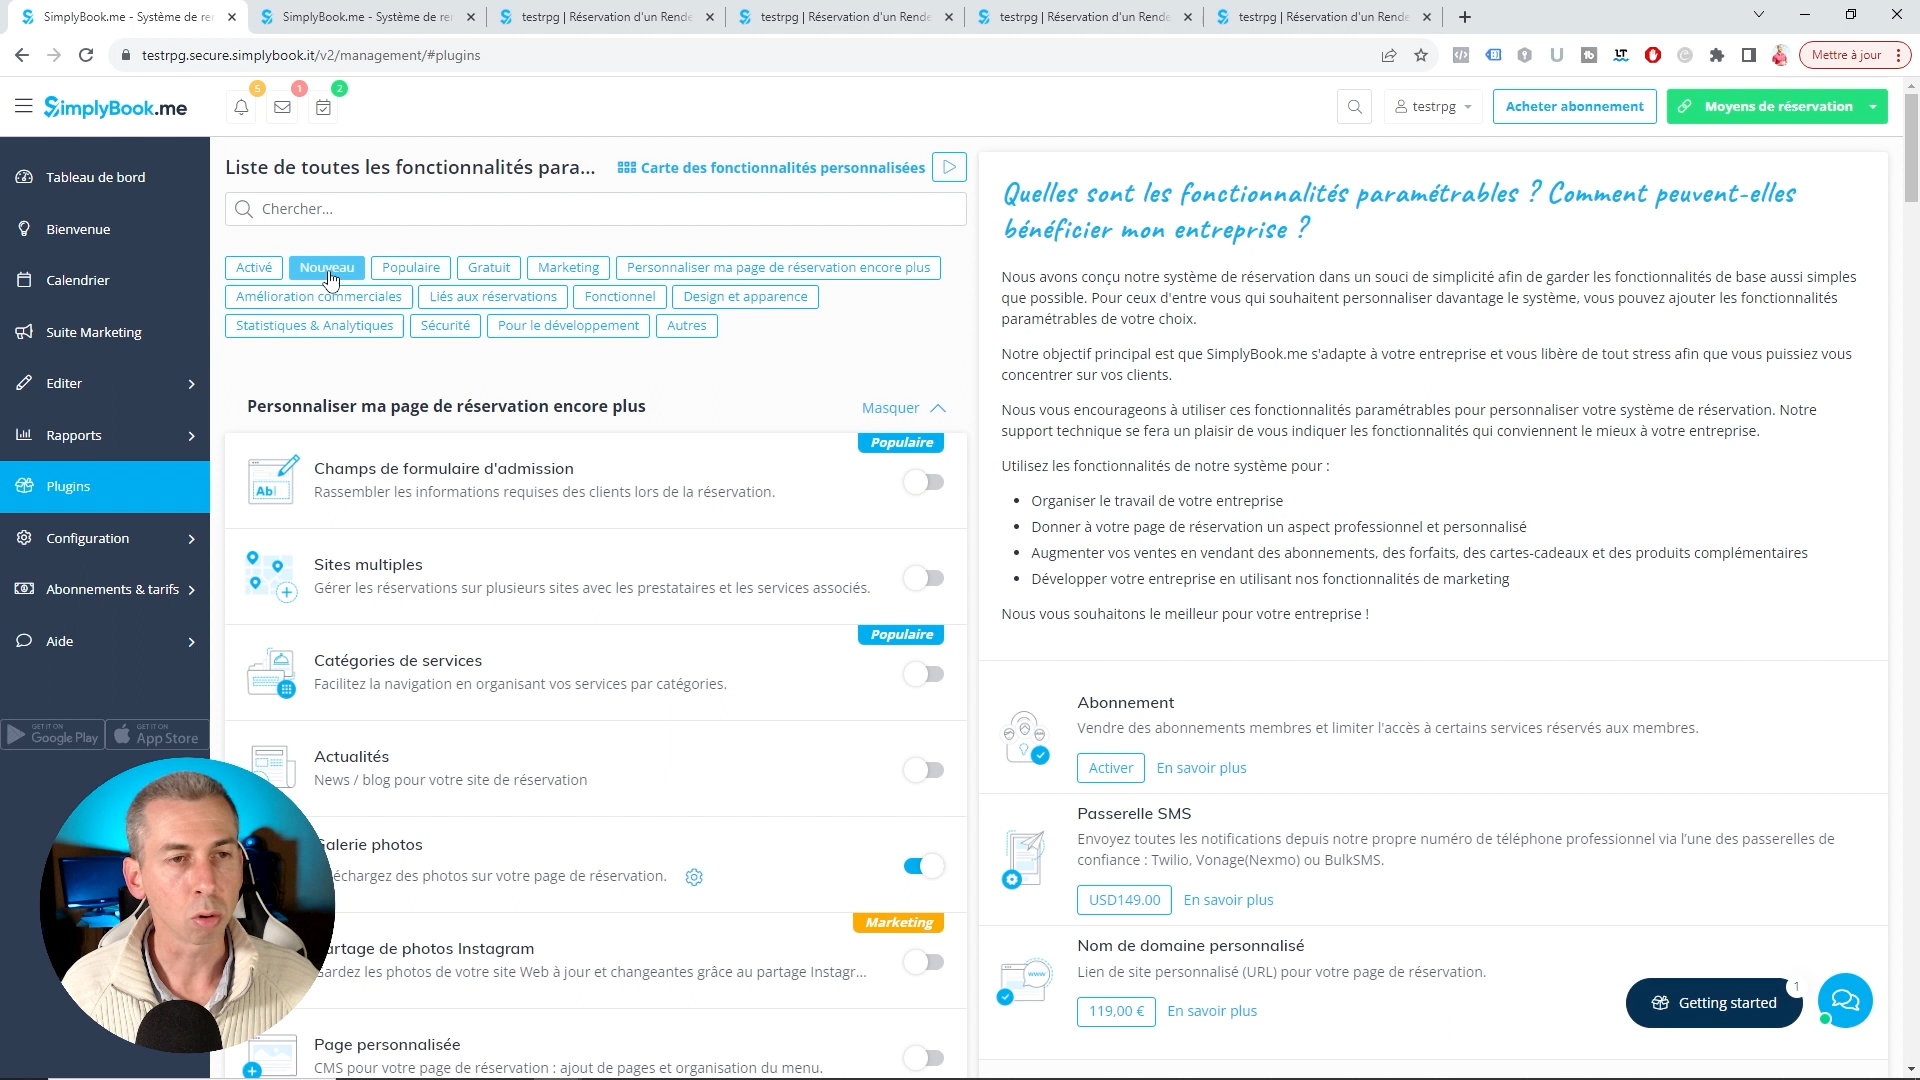 SimplyBook.me - Système de re
SimplyBook.me - Système de rer
testrpg | Réservation d'un Rende
testrpg | Réservation d'un Rende
testrpg | Réservation d'un Rende
testrpg | Réservation d'un Rende
testrpg.secure.simplybook.it/v2/management/#plugins
Mettre à jour
SimplyBook.me
5
1
2
testrpg
Acheter abonnement
Moyens de réservation
Tableau de bord
Bienvenue
Calendrier
Suite Marketing
Editer
Rapports
Plugins
Configuration
Abonnements & tarifs
Aide
GET IT ON
Google Play
GET IT ON
App Store
Liste de toutes les fonctionnalités para...
Carte des fonctionnalités personnalisées
Chercher...
Activé
Nouveau
Populaire
Gratuit
Marketing
Personnaliser ma page de réservation encore plus
Amélioration commerciales
Liés aux réservations
Fonctionnel
Design et apparence
Statistiques & Analytiques
Sécurité
Pour le développement
Autres
Personnaliser ma page de réservation encore plus
Masquer
Populaire
Champs de formulaire d'admission
Rassembler les informations requises des clients lors de la réservation.
Sites multiples
Gérer les réservations sur plusieurs sites avec les prestataires et les services associés.
Populaire
Catégories de services
Facilitez la navigation en organisant vos services par catégories.
Actualités
News / blog pour votre site de réservation
alerie photos
échargez des photos sur votre page de réservation.
Marketing
artage de photos Instagram
ardez les photos de votre site Web à jour et changeantes grâce au partage Instagr...
Page personnalisée
CMS pour votre page de réservation : ajout de pages et organisation du menu.
Quelles sont les fonctionnalités paramétrables ? Comment peuvent-elles
bénéficier mon entreprise ?
Nous avons conçu notre système de réservation dans un souci de simplicité afin de garder les fonctionnalités de base aussi simples
que possible. Pour ceux d'entre vous qui souhaitent personnaliser davantage le système, vous pouvez ajouter les fonctionnalités
paramétrables de votre choix.
Notre objectif principal est que SimplyBook.me s'adapte à votre entreprise et vous libère de tout stress afin que vous puissiez vous
concentrer sur vos clients.
Nous vous encourageons à utiliser ces fonctionnalités paramétrables pour personnaliser votre système de réservation. Notre
support technique se fera un plaisir de vous indiquer les fonctionnalités qui conviennent le mieux à votre entreprise.
Utilisez les fonctionnalités de notre système pour :
Organiser le travail de votre entreprise
Donner à votre page de réservation un aspect professionnel et personnalisé
Augmenter vos ventes en vendant des abonnements, des forfaits, des cartes-cadeaux et des produits complémentaires
Développer votre entreprise en utilisant nos fonctionnalités de marketing
Nous vous souhaitons le meilleur pour votre entreprise !
Abonnement
Vendre des abonnements membres et limiter l'accès à certains services réservés aux membres.
Activer
En savoir plus
Passerelle SMS
Envoyez toutes les notifications depuis notre propre numéro de téléphone professionnel via l'une des passerelles de
confiance : Twilio, Vonage(Nexmo) ou BulkSMS.
USD149.00
En savoir plus
Nom de domaine personnalisé
Lien de site personnalisé (URL) pour votre page de réservation.
119,00 €
En savoir plus
Getting started
1